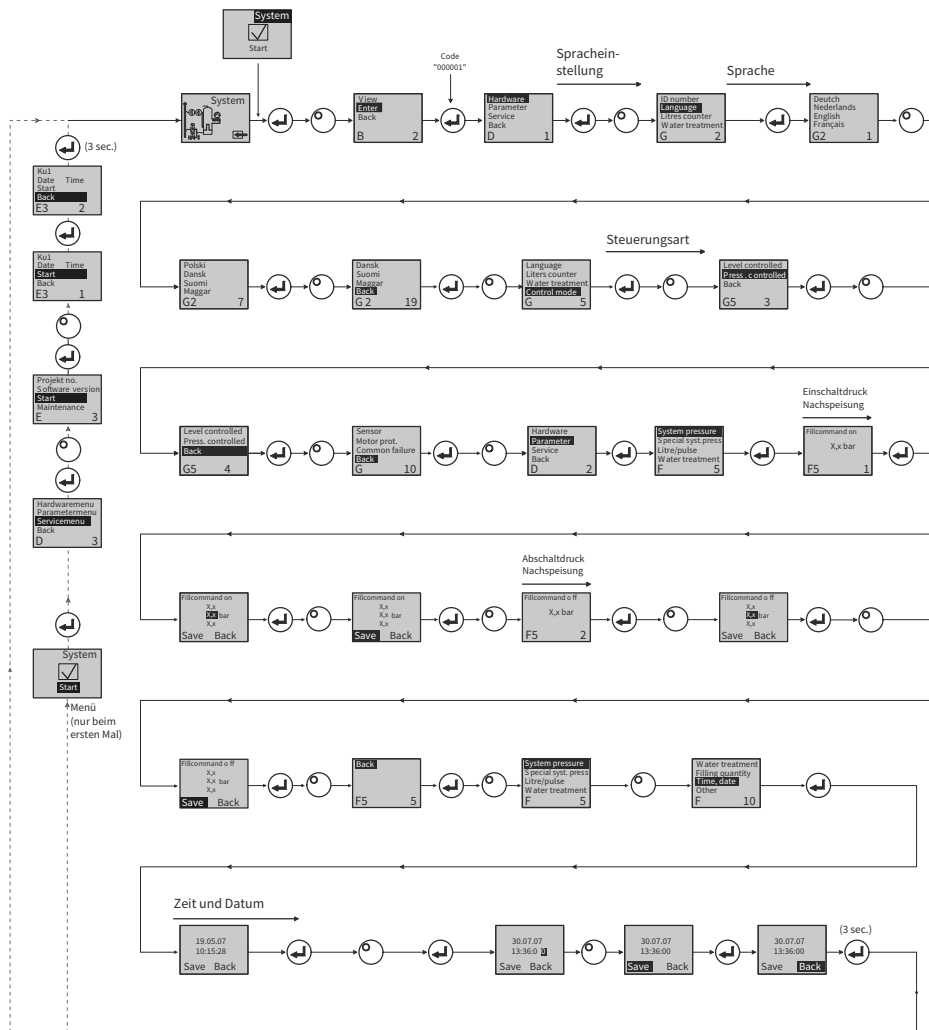 System
Start
Code
"000001"
Sprachein-
stellung
Sprache
System
View
Enter
Back
B 2
Hardware
Parameter
Service
Back
D 1
ID number
Language
Litres counter
Water treatment
G 2
Deutch
Nederlands
English
Français
G2 1
(3 sec.)
Ku1
Date Time
Start
Back
E3 2
Ku1
Date Time
Start
Back
E3 1
Projekt no.
Software version
Start
Maintenance
E 3
Hardwaremenu
Parametermenu
Servicemenu
Back
D 3
System
Start
Menü
(nur beim
ersten Mal)
Steuerungsart
Polski
Dansk
Suomi
Maggar
G2 7
Dansk
Suomi
Maggar
Back
G 2 19
Language
Liters counter
Water treatment
Control mode
G 5
Level controlled
Press. controlled
Back
G5 3
Einschaltdruck
Nachspeisung
Level controlled
Press. controlled
Back
G5 4
Sensor
Motor prot.
Common failure
Back
G 10
Hardware
Parameter
Service
Back
D 2
System pressure
Special syst.press
Litre/pulse
Water treatment
F 5
Fillcommand on
X,x bar
F5 1
Abschaltdruck
Nachspeisung
Fillcommand on
X,x
X,x bar
X,x
Save Back
Fillcommand on
X,x
X,x bar
X,x
Save Back
Fillcommand off
X,x bar
F5 2
Fillcommand off
X,x
X,x bar
X,x
Save Back
Fillcommand off
X,x
X,x bar
X,x
Save Back
Back
F5 5
System pressure
Special syst. press
Litre/pulse
Water treatment
F 5
Water treatment
Filling quantity
Time, date
Other
F 10
Zeit und Datum
19.05.07
10:15:28
Save Back
30.07.07
13:36:00
Save Back
30.07.07
13:36:00
Save Back
30.07.07
13:36:00
Save Back
(3 sec.)